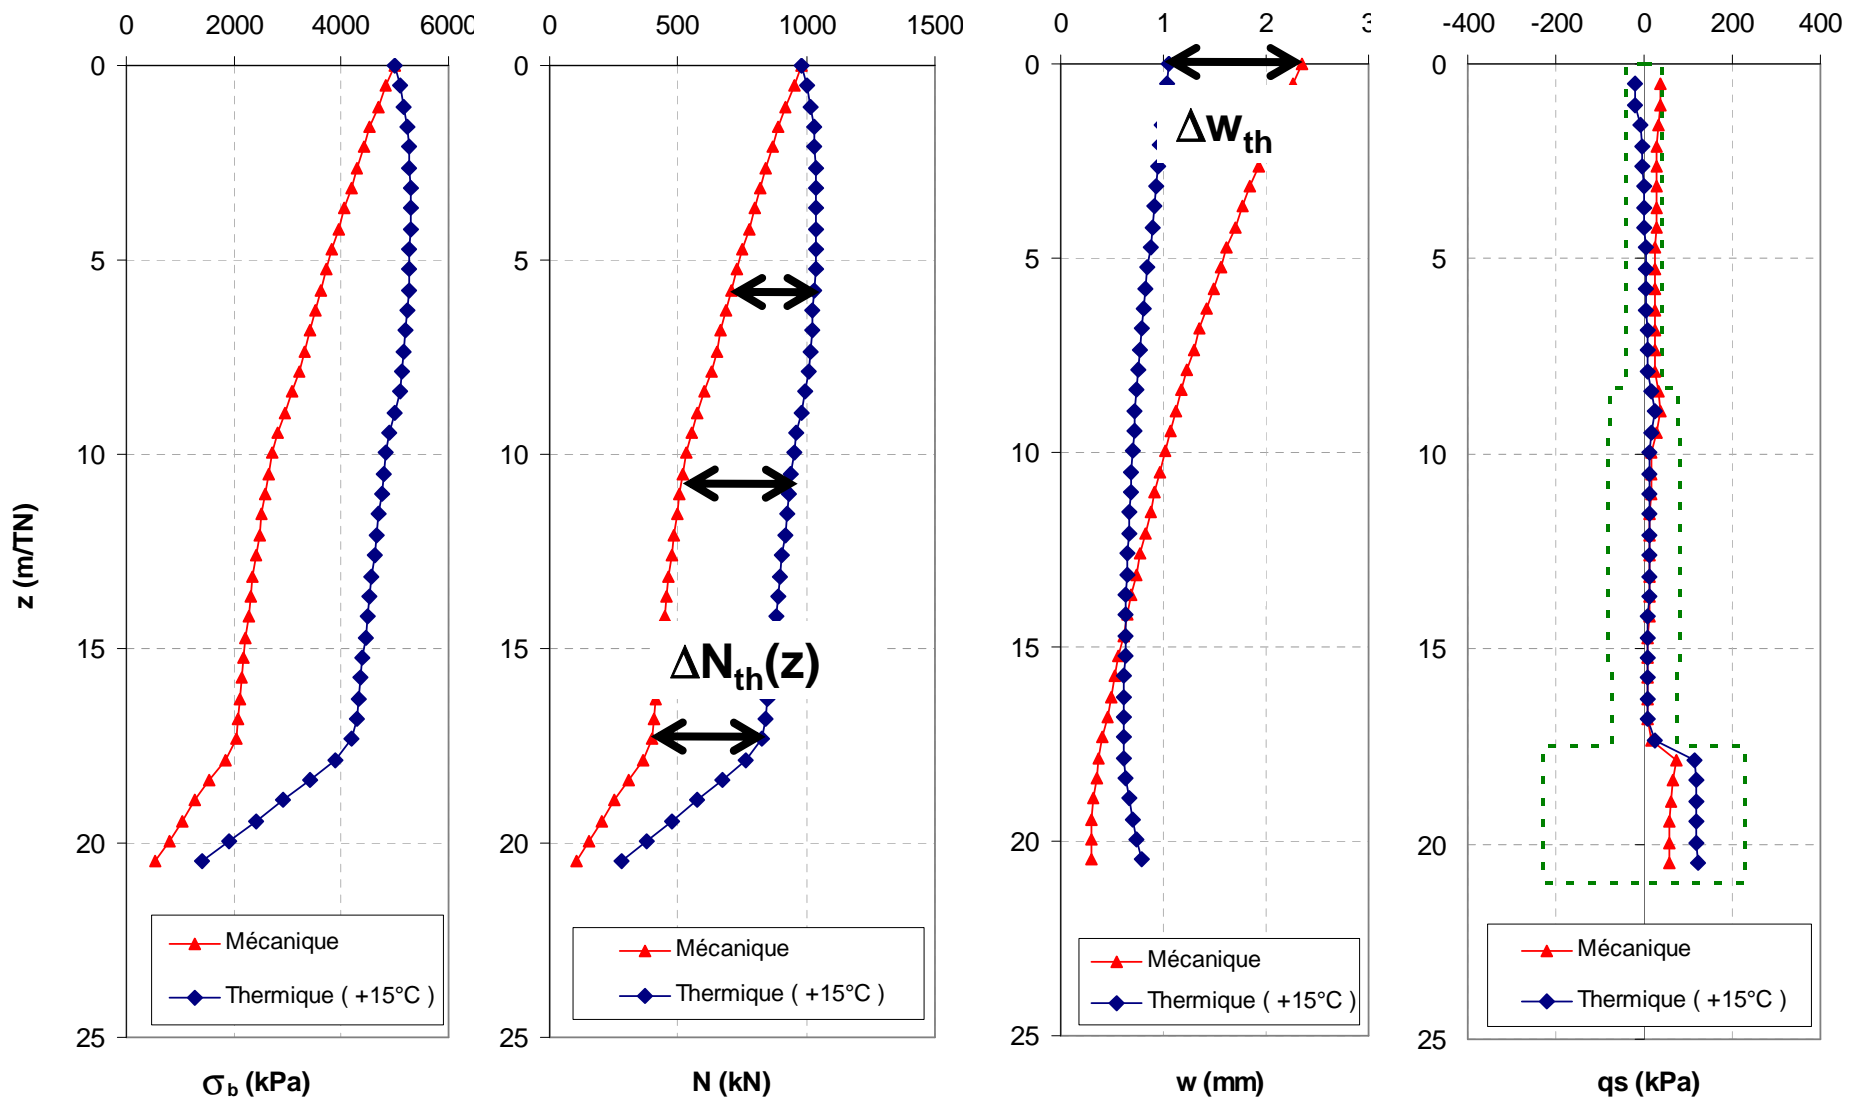 0 2000 4000 6000
0 500 1000 1500
0 1 2 3
-400 -200 0 200 400
0
5
10
15
20
25
z (m/TN)
Mécanique
Thermique ( +15°C )
σb (kPa)
0
5
10
15
20
25
ΔNth(z)
Mécanique
Thermique ( +15°C )
N (kN)
0
5
10
15
20
25
Δwth
Mécanique
Thermique ( +15°C )
w (mm)
0
5
10
15
20
25
Mécanique
Thermique ( +15°C )
qs (kPa)